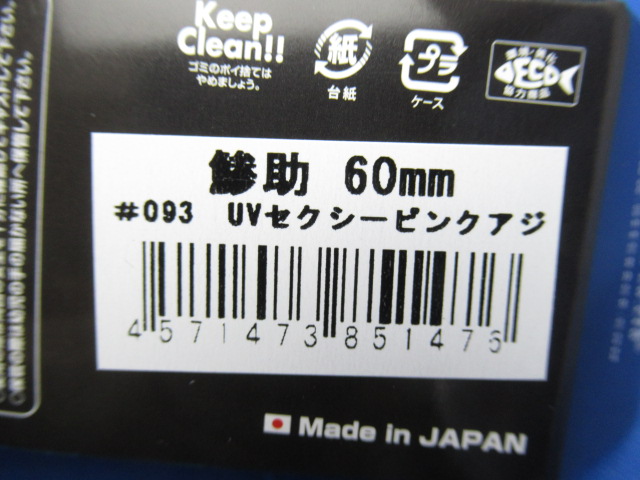 Keep
Clean!!
ゴミのポイ捨ては
やめましょう。
紙
台紙
プラ
ケース
ECO
鯵助 60mm
#093 UVセクシーピンクアジ
4571473851476
Made in JAPAN